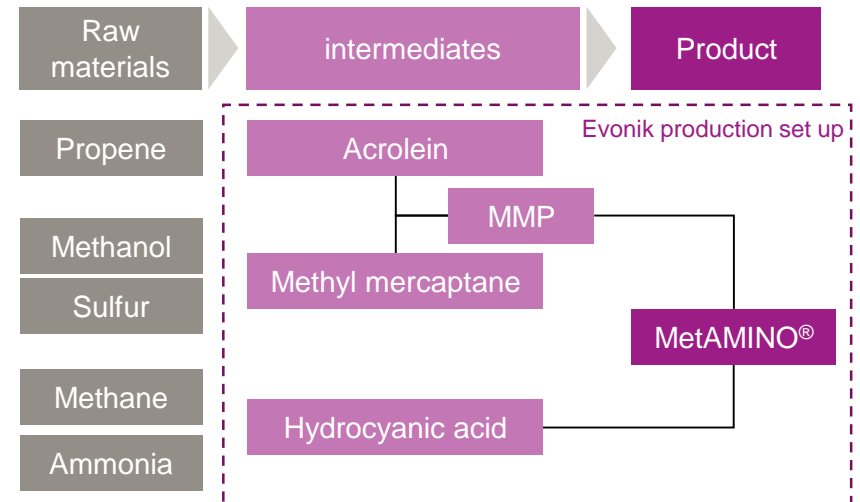 Raw
materials
intermediates
Product
Evonik production set up
Propene
Acrolein
MMP
Methanol
Methyl mercaptane
Sulfur
MetAMINO®
Methane
Hydrocyanic acid
Ammonia